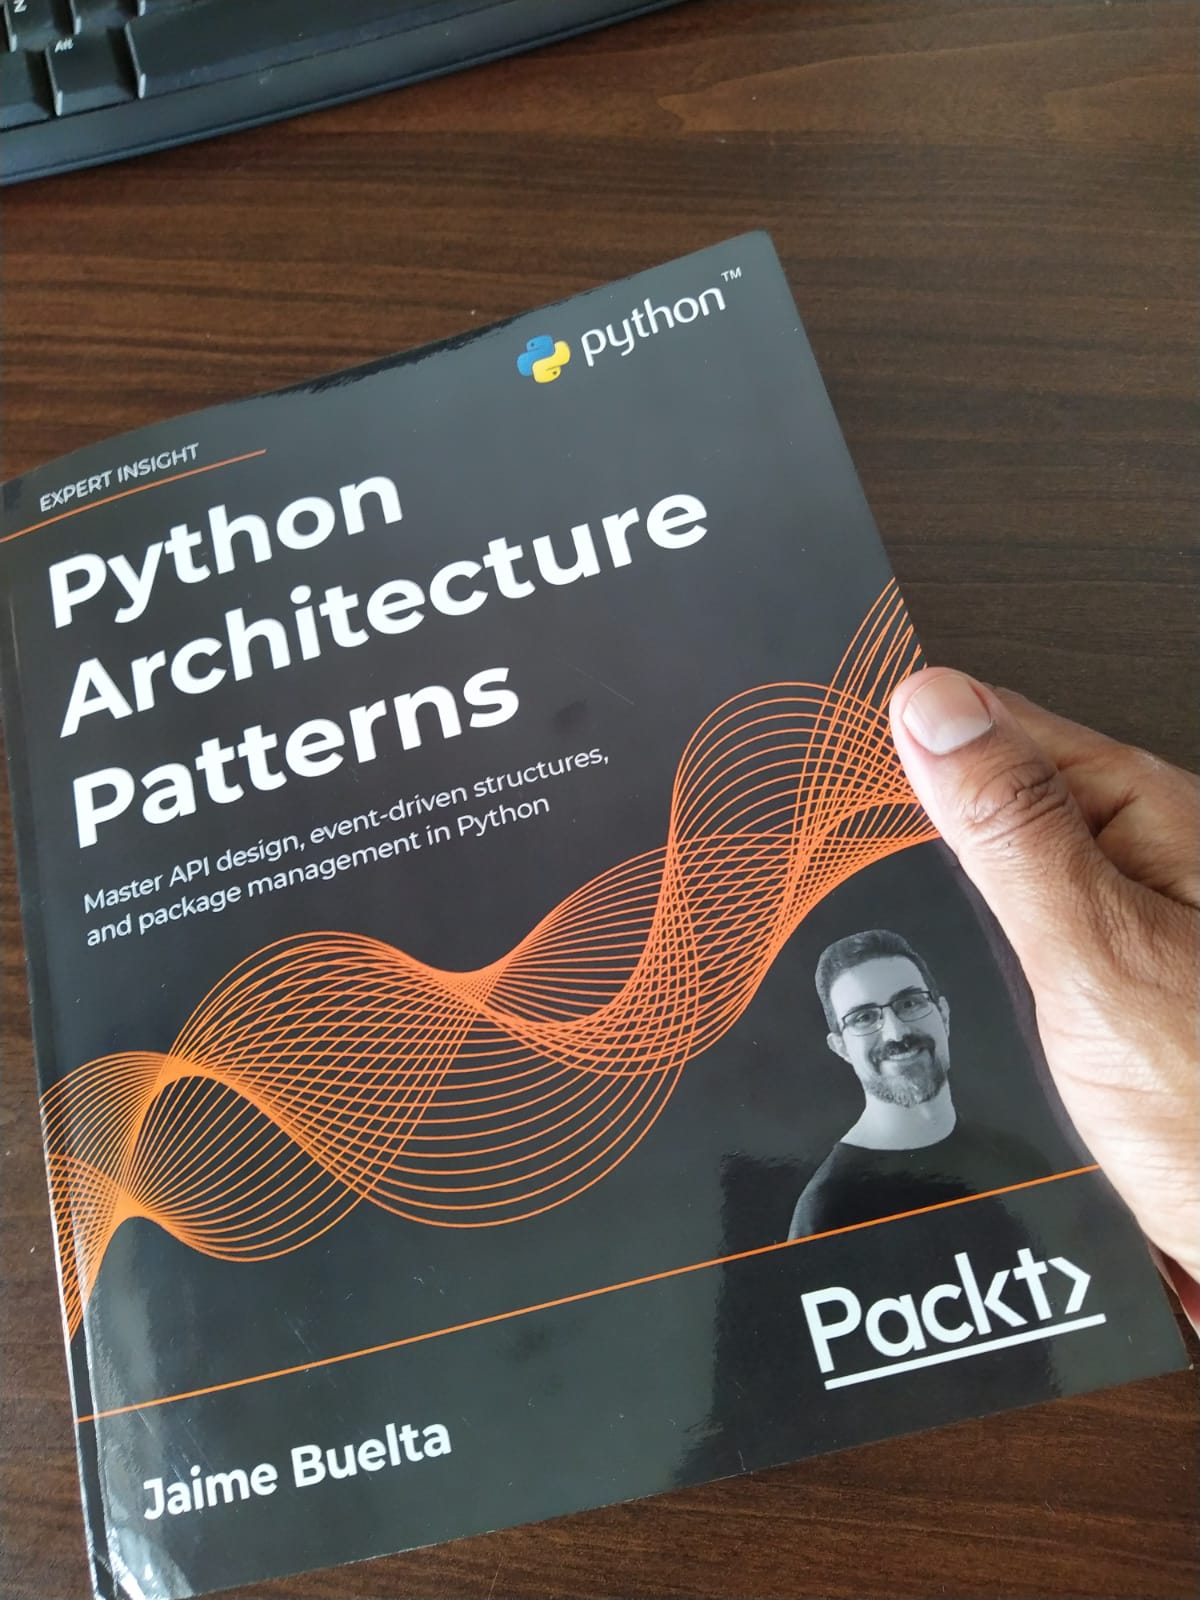 N
Alt
python™
EXPERT INSIGHT
Python
Architecture
Patterns
Master API design, event-driven structures,
and package management in Python
Packt>
Jaime Buelta